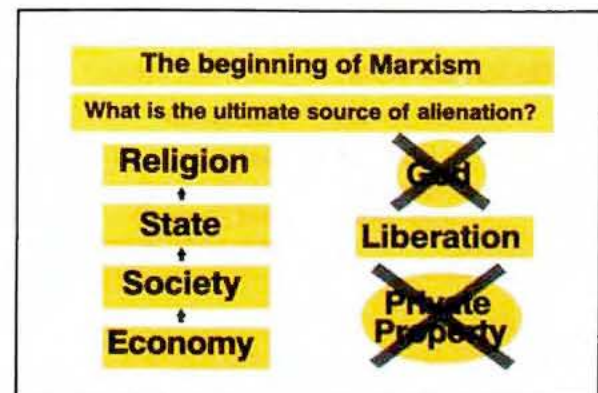 The beginning of Marxism
What is the ultimate source of alienation?
Religion
State
Society
Economy
God
Liberation
Private
Property